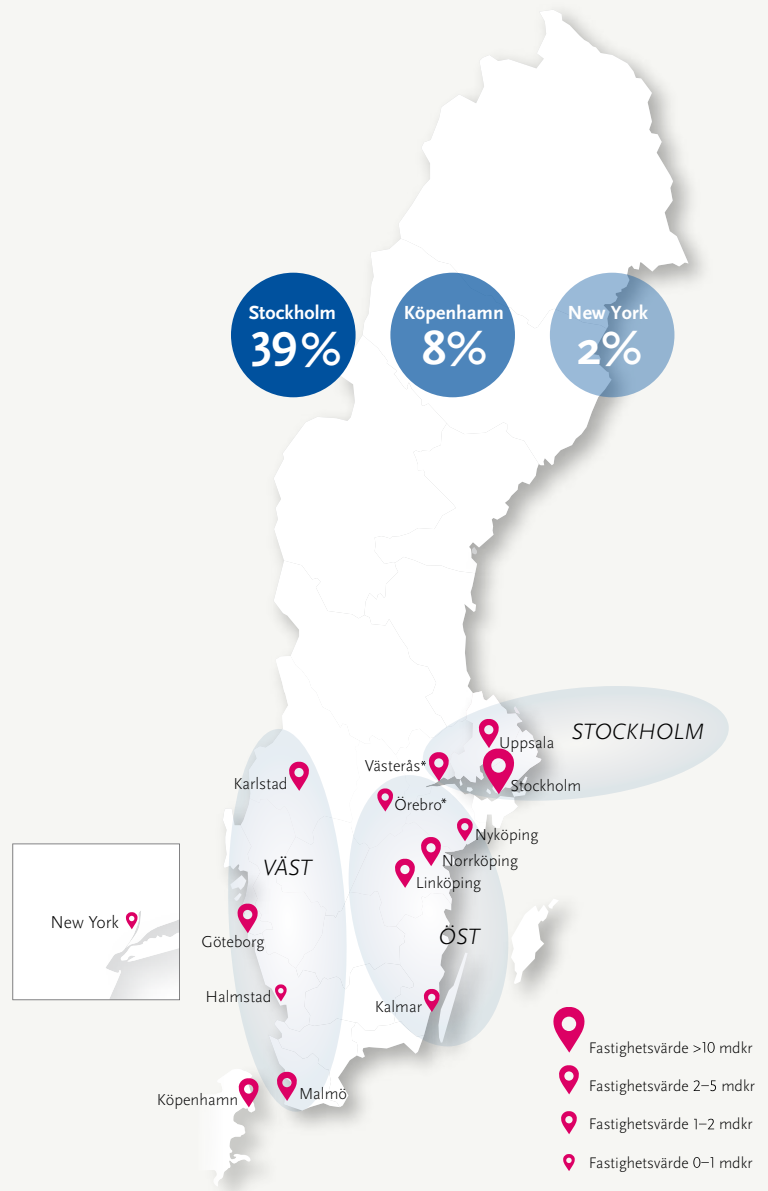 Stockholm
39%
Köpenhamn
8%
New York
2%
STOCKHOLM
Uppsala
Stockholm
Västerås*
Karlstad
Örebro*
Nyköping
Norrköping
Linköping
VÄST
New York
ÖST
Göteborg
Halmstad
Kalmar
Malmö
Köpenhamn
Fastighetsvärde >10 mdkr
Fastighetsvärde 2–5 mdkr
Fastighetsvärde 1–2 mdkr
Fastighetsvärde 0–1 mdkr